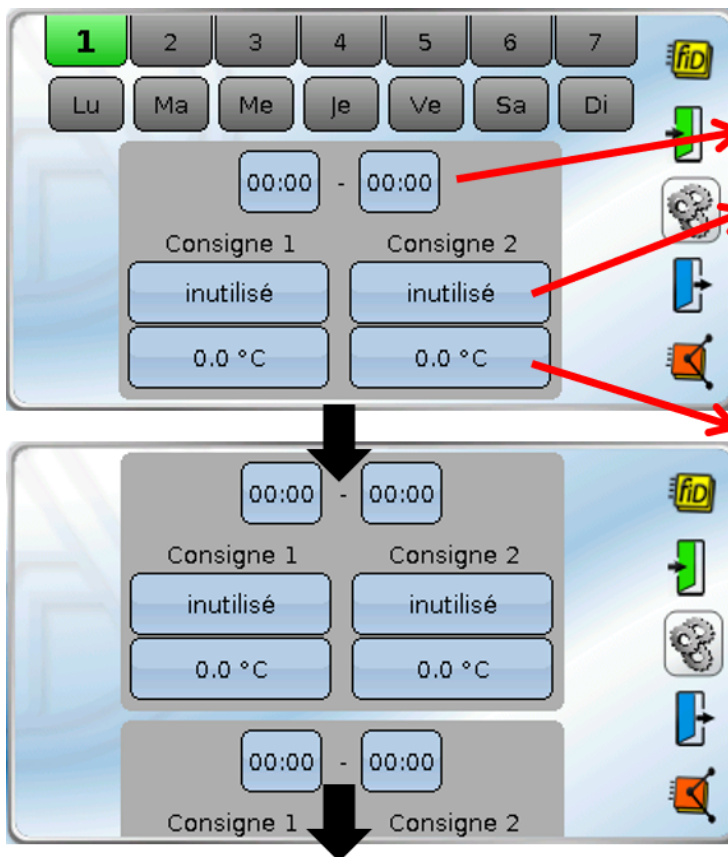 1 2 3 4 5 6 7
fiD
Lu Ma Me Je Ve Sa Di
00:00 - 00:00
Consigne 1 Consigne 2
inutilisé inutilisé
0.0 °C 0.0 °C
00:00 - 00:00
fiD
Consigne 1 Consigne 2
inutilisé inutilisé
0.0 °C 0.0 °C
00:00 - 00:00
Consigne 1 Consigne 2